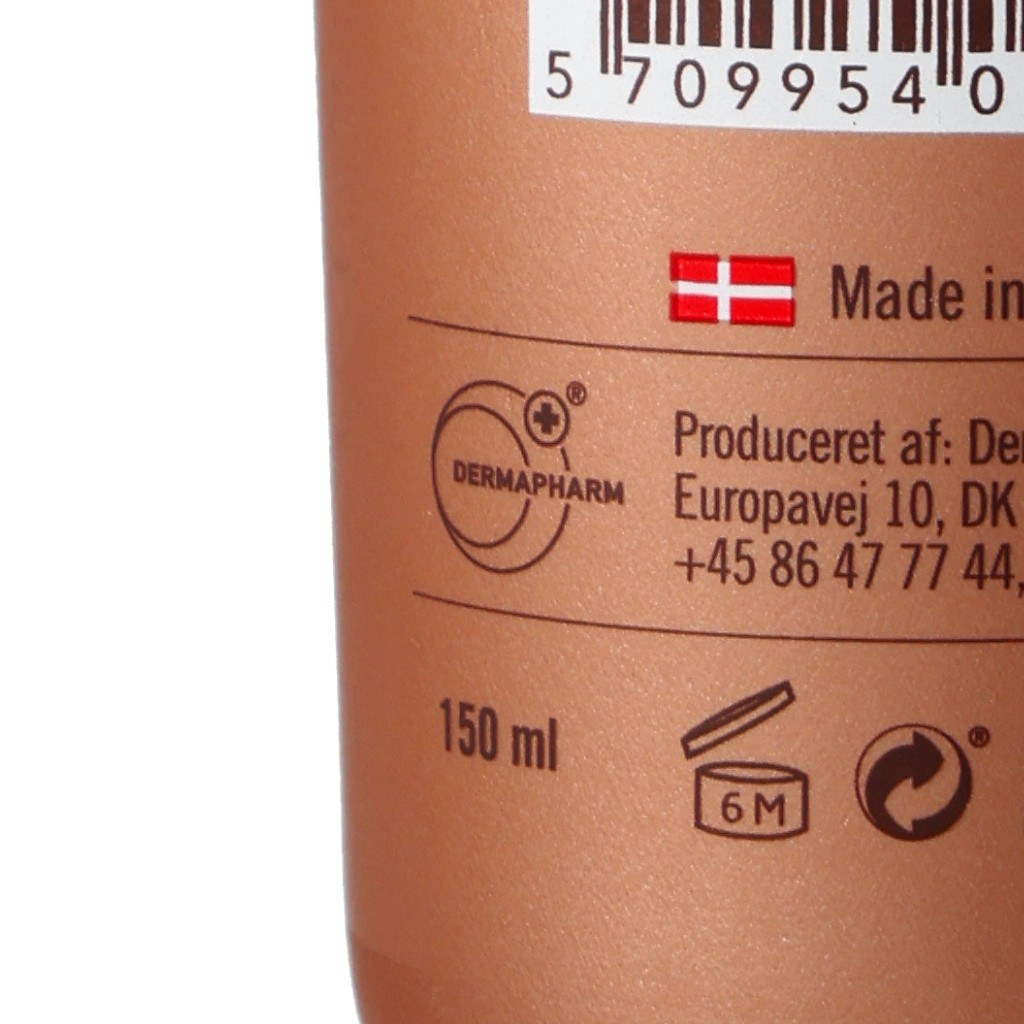 5 709954 0
Made in
DERMAPHARM®
Produceret af: Der
Europavej 10, DK
+45 86 47 77 44,
150 ml
6M
®